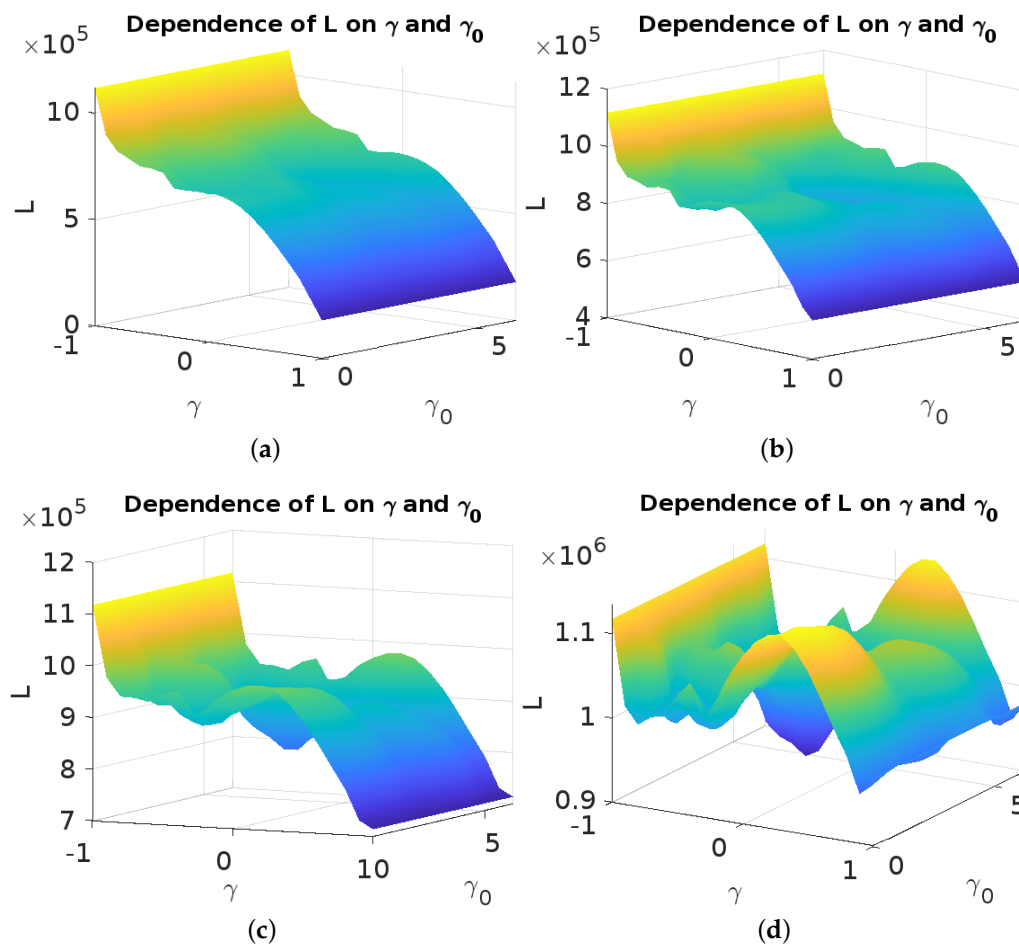 Dependence of L on γ and γ0
×10^5
10
5
0
L
-1
0
1
γ
0
5
γ0
(a)
Dependence of L on γ and γ0
×10^5
12
10
8
6
4
L
-1
0
1
γ
0
5
γ0
(b)
Dependence of L on γ and γ0
×10^5
12
11
10
9
8
7
L
-1
0
10
γ
5
γ0
(c)
Dependence of L on γ and γ0
×10^6
1.1
1
0.9
L
-1
0
1
γ
0
5
γ0
(d)